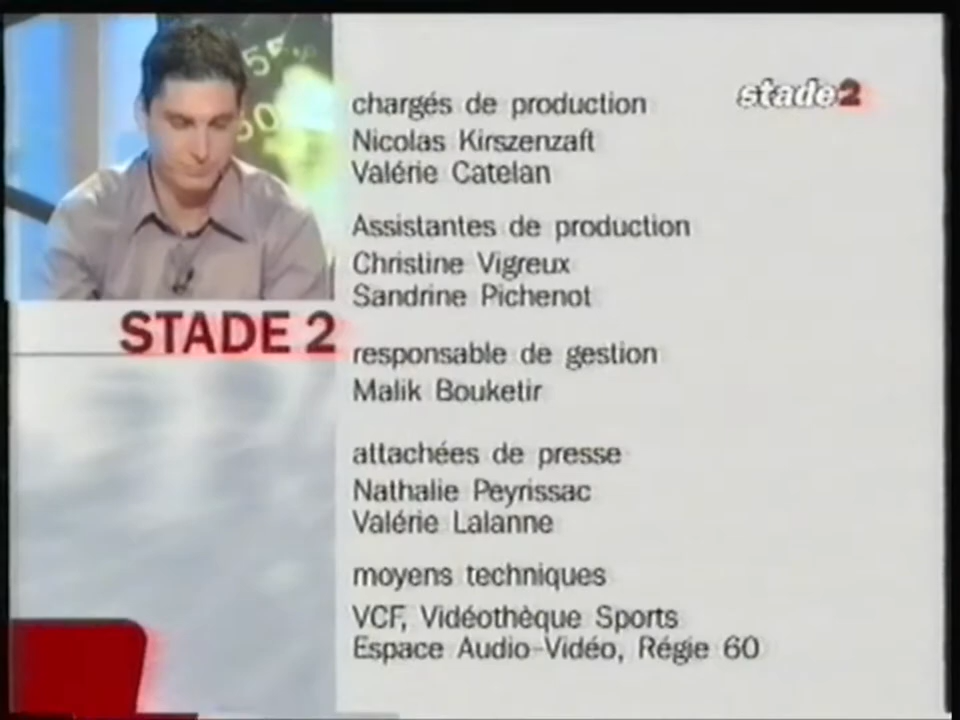 55
50
stade2
chargés de production
Nicolas Kirszenzaft
Valérie Catelan
Assistantes de production
Christine Vigreux
Sandrine Pichenot
STADE 2
responsable de gestion
Malik Bouketir
attachées de presse
Nathalie Peyrissac
Valérie Lalanne
moyens techniques
VCF, Vidéothèque Sports
Espace Audio-Vidéo, Régie 60